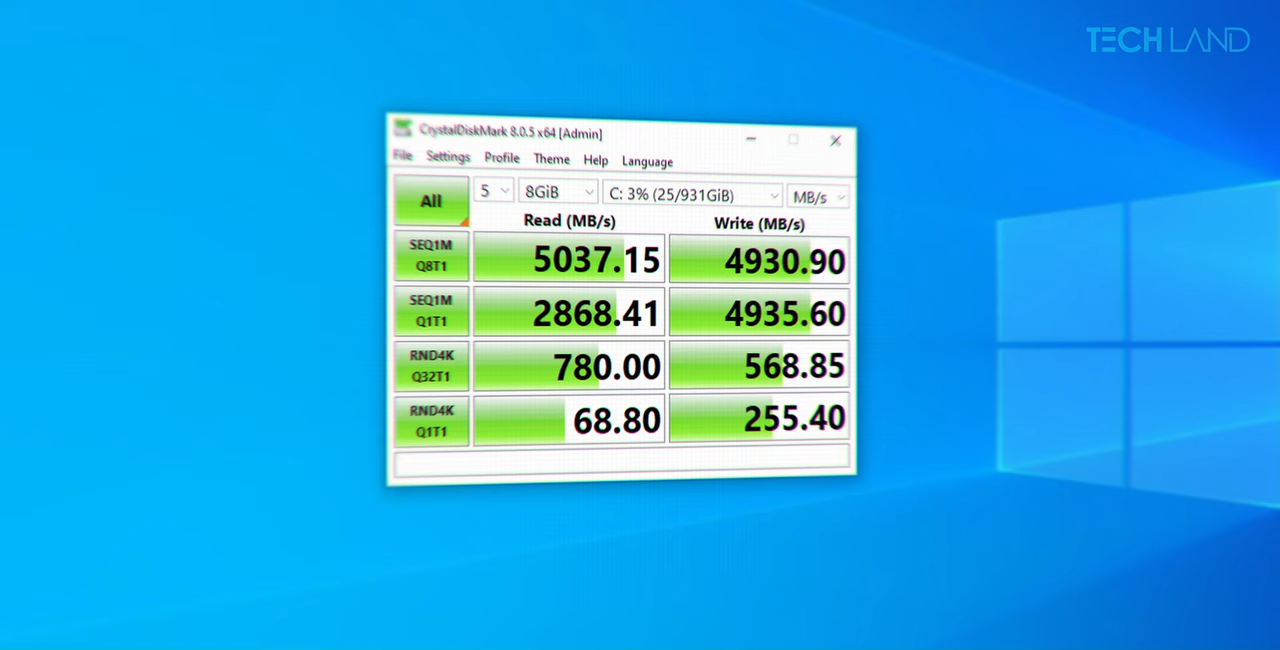 TECHLAND
CrystalDiskMark 8.0.5 x64 [Admin]
File Settings Profile Theme Help Language
All 5 8GiB C: 3% (25/931GiB) MB/s
Read (MB/s) Write (MB/s)
SEQ1M Q8T1 5037.15 4930.90
SEQ1M Q1T1 2868.41 4935.60
RND4K Q32T1 780.00 568.85
RND4K Q1T1 68.80 255.40